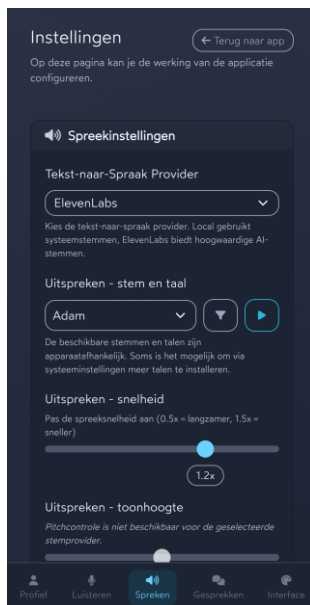 Instellingen
← Terug naar app
Op deze pagina kan je de werking van de applicatie
configureren.
Spreekinstellingen
Tekst-naar-Spraak Provider
ElevenLabs
Kies de tekst-naar-spraak provider. Local gebruikt
systeemstemmen, ElevenLabs biedt hoogwaardige AI-
stemmen.
Uitspreken - stem en taal
Adam
De beschikbare stemmen en talen zijn
apparaatafhankelijk. Soms is het mogelijk om via
systeeminstellingen meer talen te installeren.
Uitspreken - snelheid
Pas de spreeksnelheid aan (0.5x = langzamer, 1.5x =
sneller)
1.2x
Uitspreken - toonhoogte
Pitchcontrole is niet beschikbaar voor de geselecteerde
stemprovider.
Profiel
Luisteren
Spreken
Gesprekken
Interface